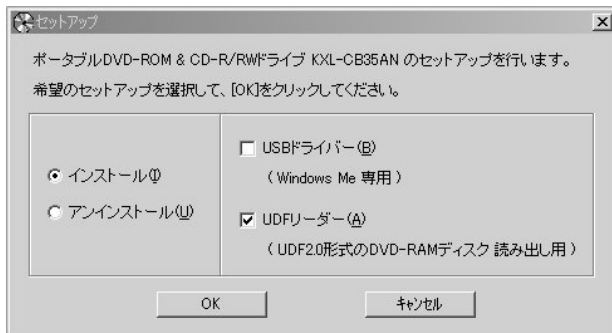 セットアップ
ポータブルDVD-ROM & CD-R/RWドライブ KXL-CB35AN のセットアップを行います。
希望のセットアップを選択して、[OK]をクリックしてください。
インストール(I)
アンインストール(U)
USBドライバー(B)
( Windows Me 専用 )
UDFリーダー(A)
( UDF2.0形式のDVD-RAMディスク 読み出し用 )
OK
キャンセル